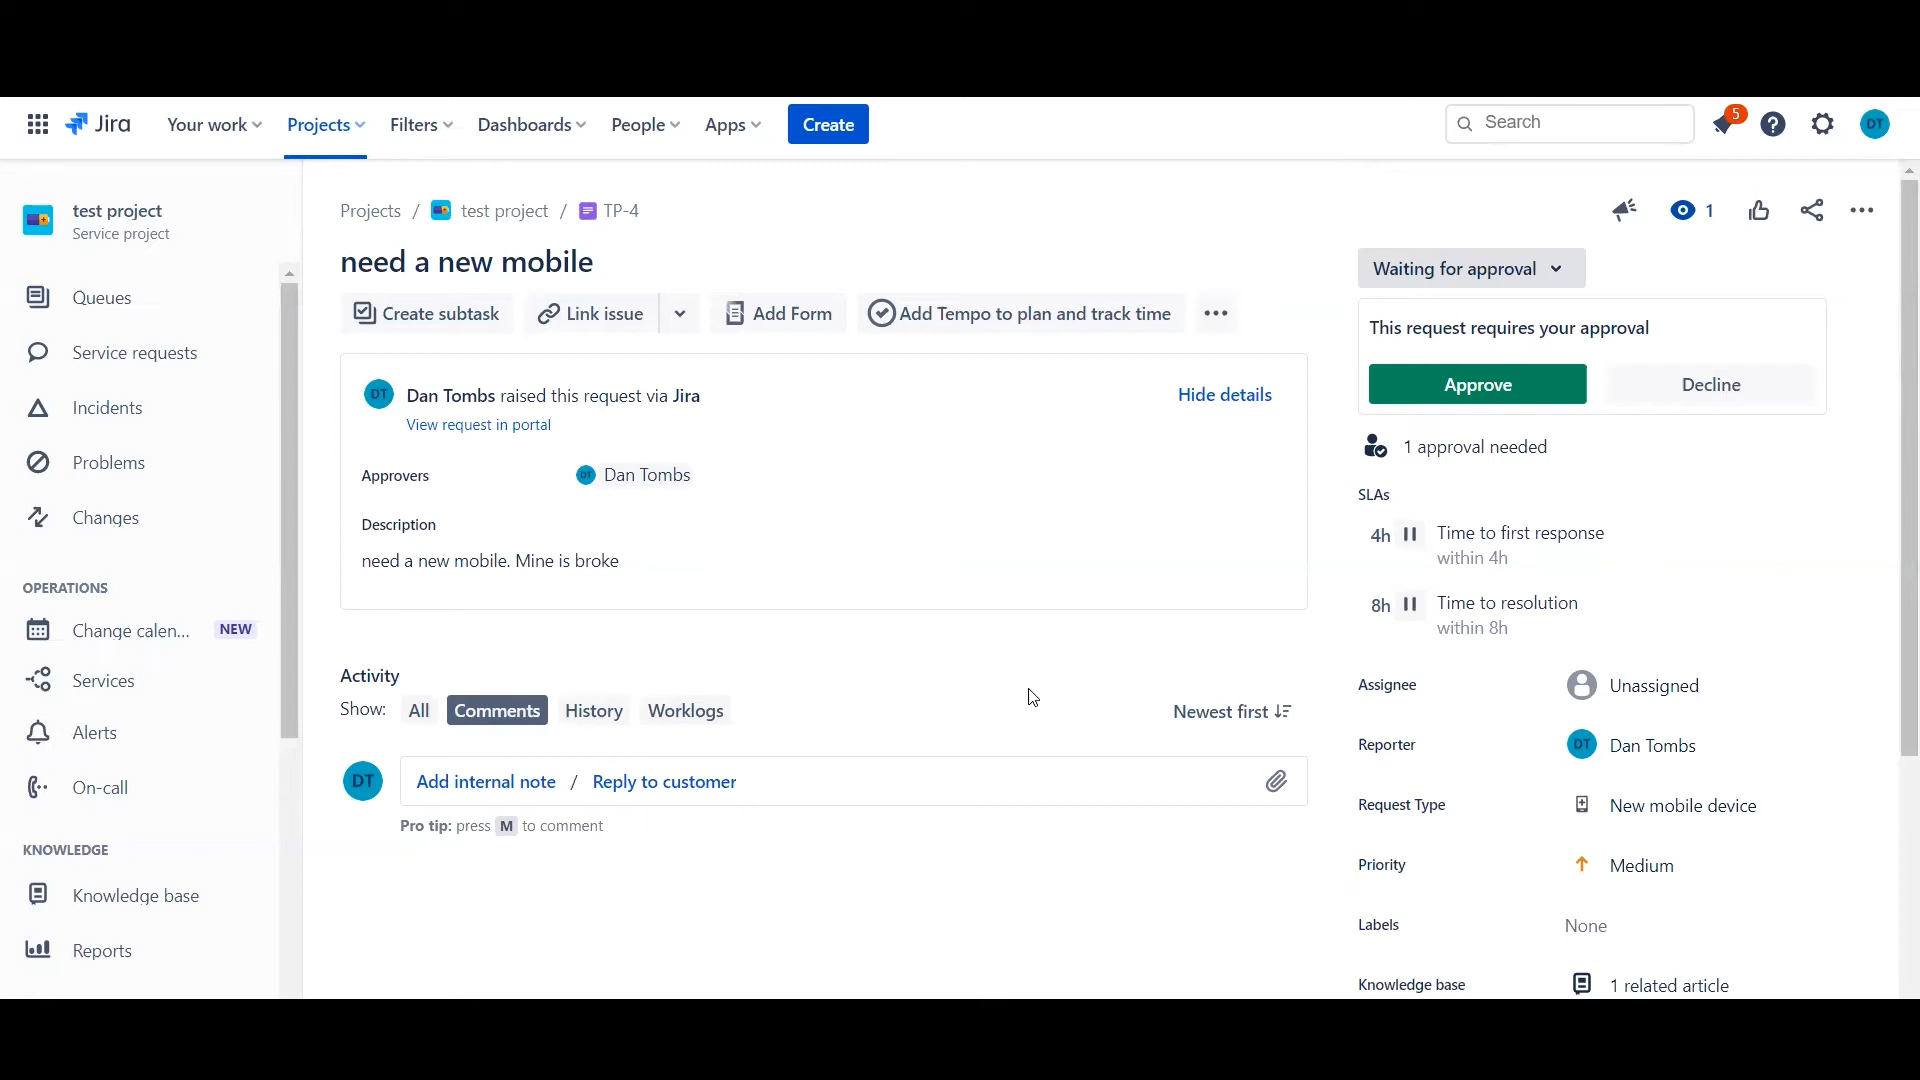 Jira Your work Projects Filters Dashboards People Apps Create Search 5 DT
test project
Service project
Queues
Service requests
Incidents
Problems
Changes
OPERATIONS
Change calen... NEW
Services
Alerts
On-call
KNOWLEDGE
Knowledge base
Reports
Projects / test project / TP-4
need a new mobile
Create subtask Link issue Add Form Add Tempo to plan and track time
DT Dan Tombs raised this request via Jira Hide details
View request in portal
Approvers DT Dan Tombs
Description
need a new mobile. Mine is broke
Activity
Show: All Comments History Worklogs Newest first
DT Add internal note / Reply to customer
Pro tip: press M to comment
1
Waiting for approval
This request requires your approval
Approve Decline
1 approval needed
SLAs
4h Time to first response
within 4h
8h Time to resolution
within 8h
Assignee Unassigned
Reporter DT Dan Tombs
Request Type New mobile device
Priority Medium
Labels None
Knowledge base 1 related article